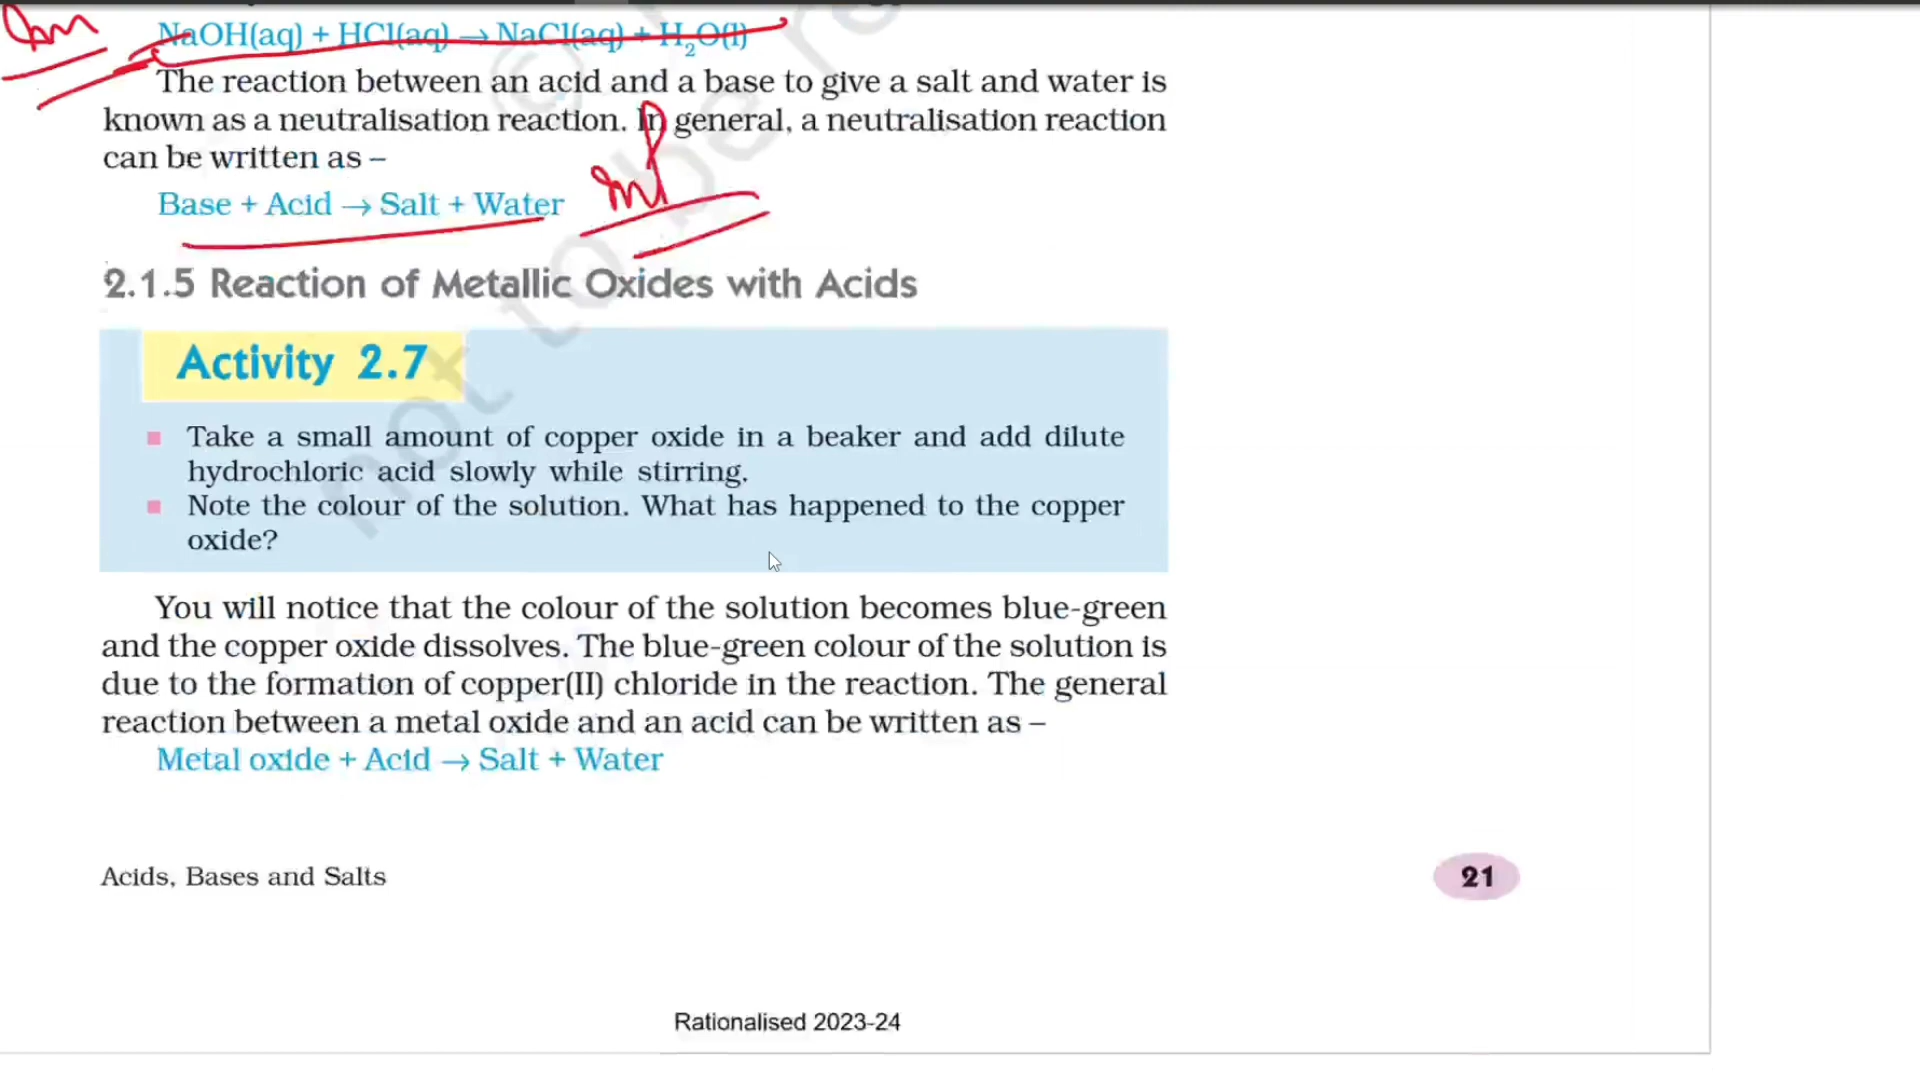 NaOH(aq) + HCl(aq) → NaCl(aq) + H₂O(l)
The reaction between an acid and a base to give a salt and water is
known as a neutralisation reaction. In general, a neutralisation reaction
can be written as –
Base + Acid → Salt + Water
2.1.5 Reaction of Metallic Oxides with Acids
Activity 2.7
Take a small amount of copper oxide in a beaker and add dilute
hydrochloric acid slowly while stirring.
Note the colour of the solution. What has happened to the copper
oxide?
You will notice that the colour of the solution becomes blue-green
and the copper oxide dissolves. The blue-green colour of the solution is
due to the formation of copper(II) chloride in the reaction. The general
reaction between a metal oxide and an acid can be written as –
Metal oxide + Acid → Salt + Water
Acids, Bases and Salts
21
Rationalised 2023-24
not to be re